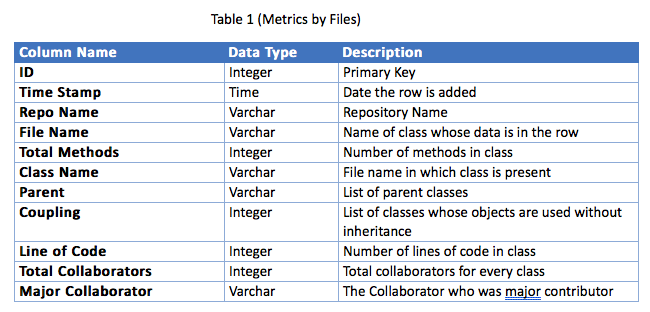 Table 1 (Metrics by Files)
Column Name Data Type Description
ID Integer Primary Key
Time Stamp Time Date the row is added
Repo Name Varchar Repository Name
File Name Varchar Name of class whose data is in the row
Total Methods Integer Number of methods in class
Class Name Varchar File name in which class is present
Parent Varchar List of parent classes
Coupling Integer List of classes whose objects are used without
inheritance
Line of Code Integer Number of lines of code in class
Total Collaborators Integer Total collaborators for every class
Major Collaborator Varchar The Collaborator who was major contributor